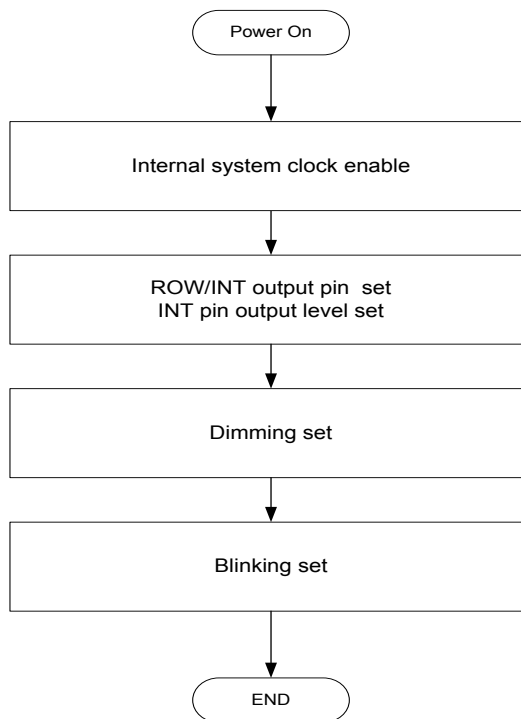 Power On
Internal system clock enable
ROW/INT output pin  set
INT pin output level set
Dimming set
Blinking set
END